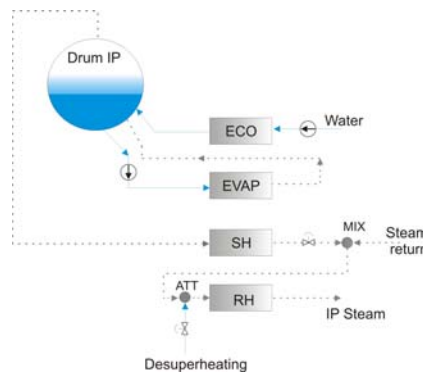 Drum IP
Water
ECO
EVAP
MIX
SH
Steam
return
ATT
RH
IP Steam
Desuperheating